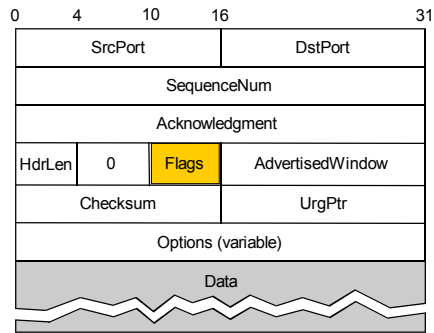 0 4 10 16 31
SrcPort DstPort
SequenceNum
Acknowledgment
HdrLen 0 Flags AdvertisedWindow
Checksum UrgPtr
Options (variable)
Data